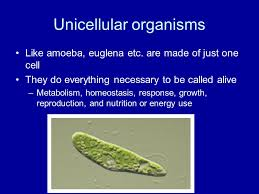 Unicellular organisms
• Like amoeba, euglena etc. are made of just one
cell
• They do everything necessary to be called alive
–Metabolism, homeostasis, response, growth,
reproduction, and nutrition or energy use